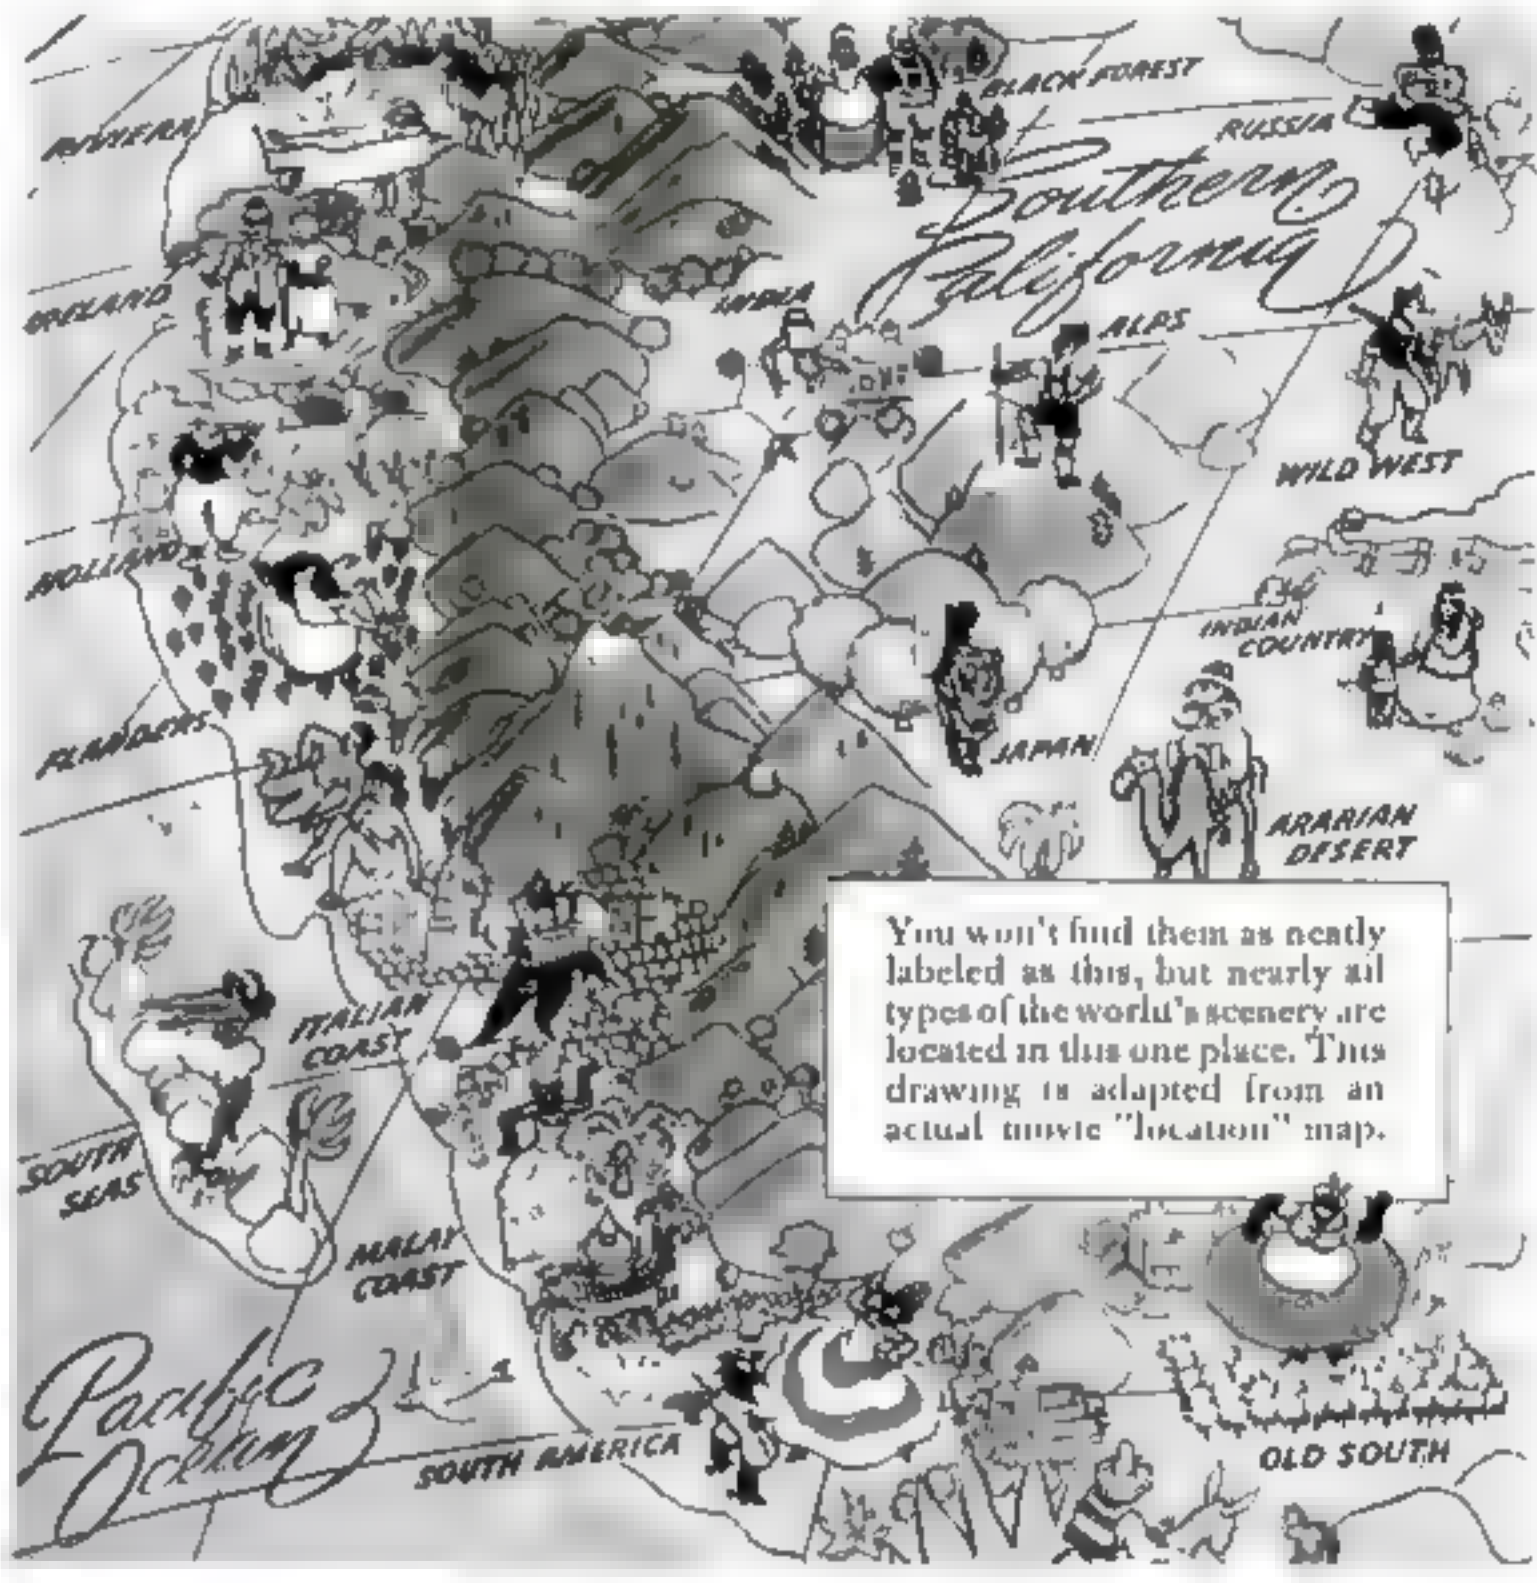 RIVIERA
BLACK FOREST
RUSSIA
Southern
California
IRELAND
INDIA
ALPS
WILD WEST
HOLLAND
INDIAN
COUNTRY
FLANDERS
JAPAN
ARABIAN
DESERT
You won't find them as neatly
labeled as this, but nearly all
types of the world's scenery are
located in this one place. This
drawing is adapted from an
actual movie "location" map.
ITALIAN
COAST
SOUTH
SEAS
MALAY
COAST
Pacific
Ocean
SOUTH AMERICA
OLD SOUTH